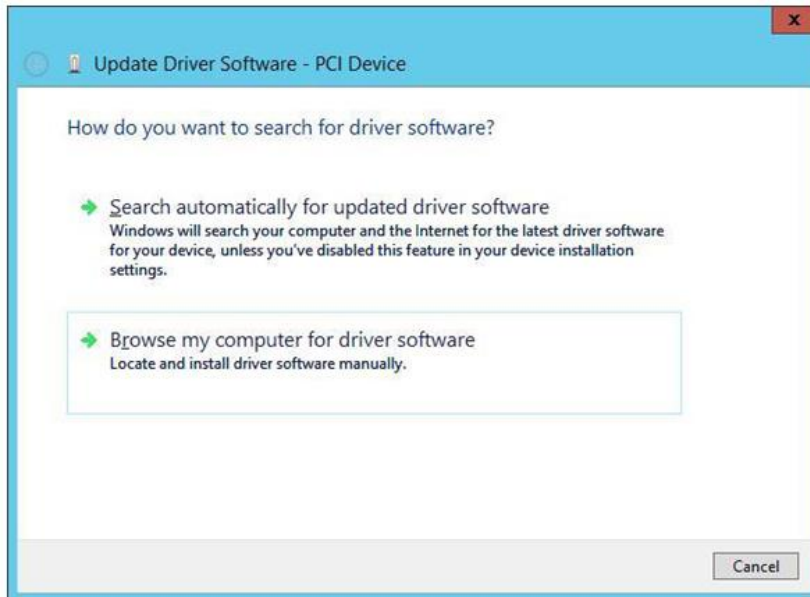 x
Update Driver Software - PCI Device
How do you want to search for driver software?
Search automatically for updated driver software
Windows will search your computer and the Internet for the latest driver software
for your device, unless you've disabled this feature in your device installation
settings.
Browse my computer for driver software
Locate and install driver software manually.
Cancel